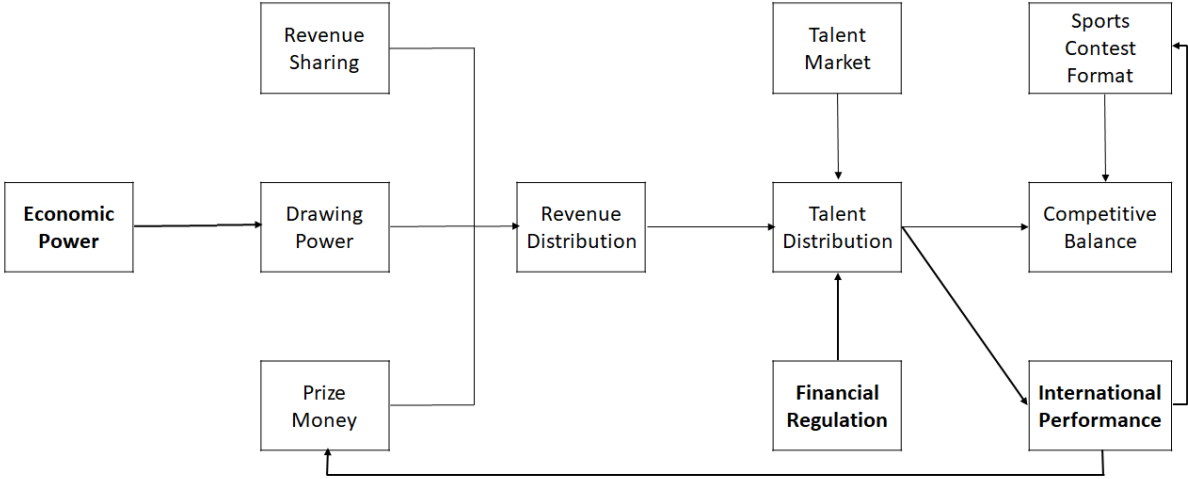 Revenue
Sharing
Talent
Market
Sports
Contest
Format
Economic
Power
Drawing
Power
Revenue
Distribution
Talent
Distribution
Competitive
Balance
Prize
Money
Financial
Regulation
International
Performance